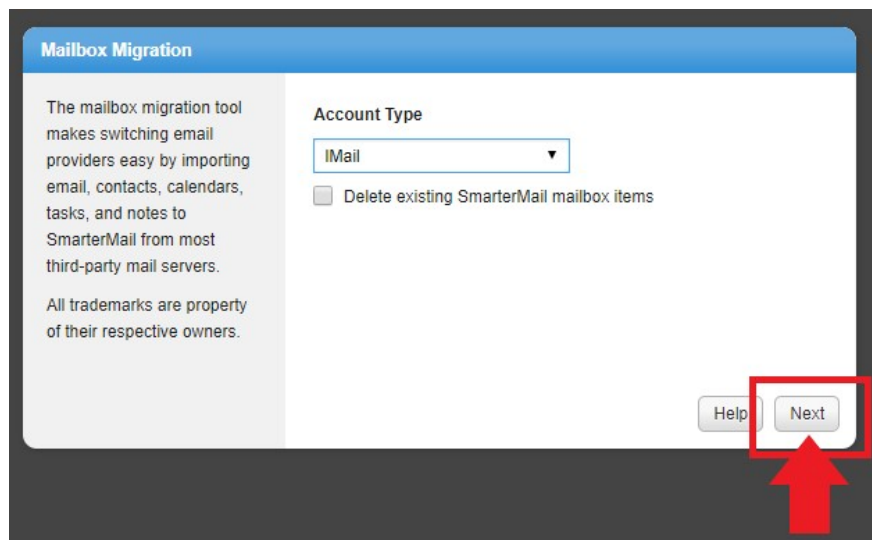 Mailbox Migration
The mailbox migration tool
makes switching email
providers easy by importing
email, contacts, calendars,
tasks, and notes to
SmarterMail from most
third-party mail servers.
All trademarks are property
of their respective owners.
Account Type
IMail
Delete existing SmarterMail mailbox items
Help Next